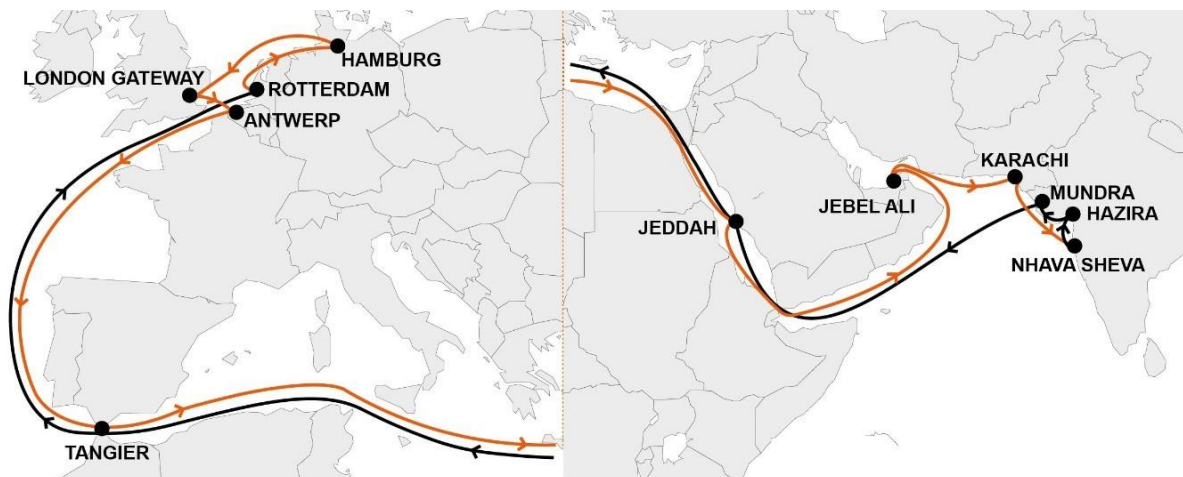 HAMBURG
LONDON GATEWAY
ROTTERDAM
ANTWERP
TANGIER
KARACHI
MUNDRA
JEBEL ALI
HAZIRA
JEDDAH
NHAVA SHEVA